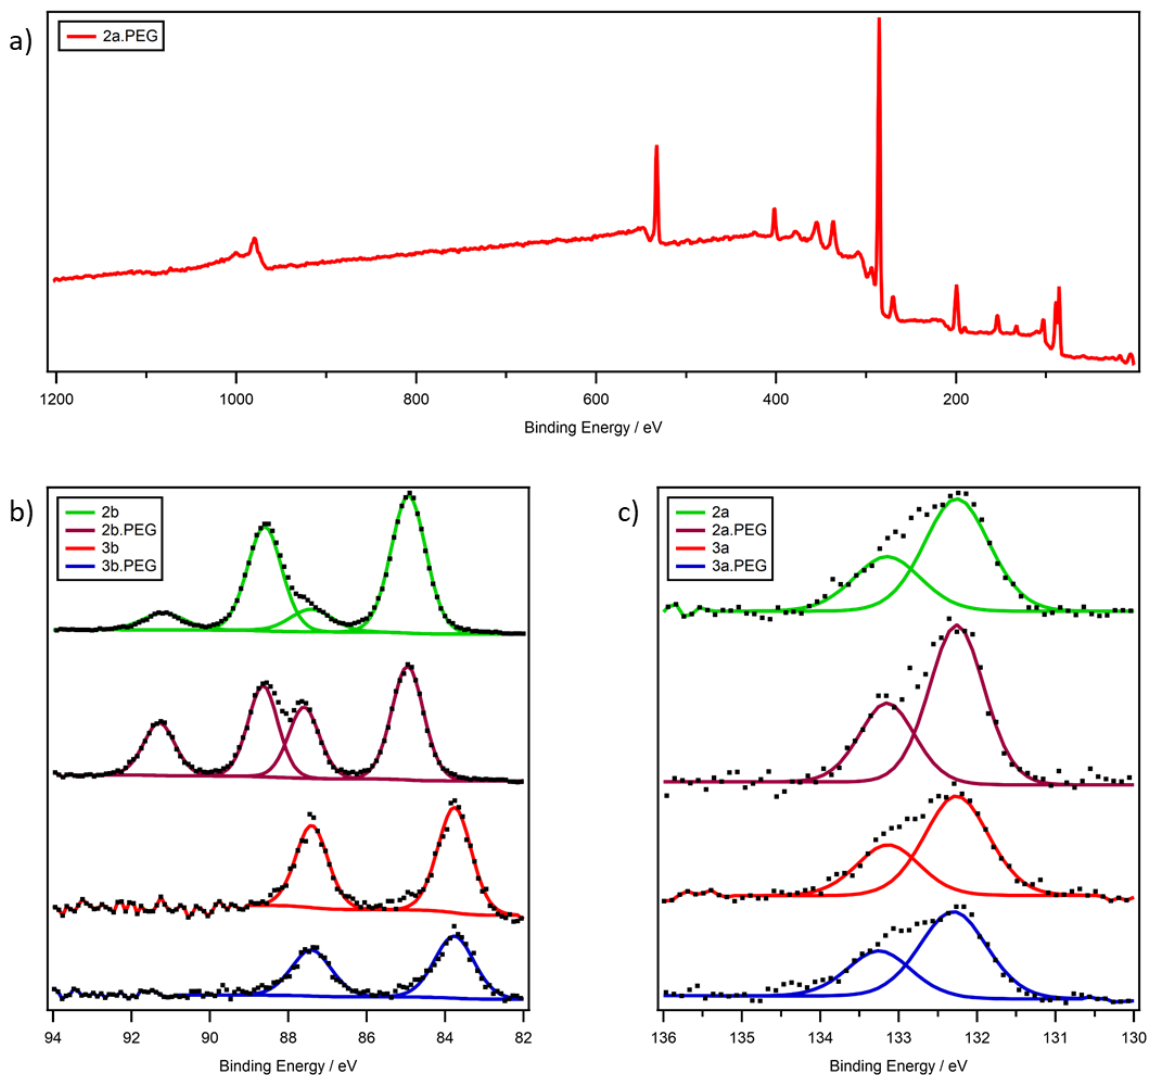 a)
2a.PEG
1200 1000 800 600 400 200
Binding Energy / eV
b)
2b
2b.PEG
3b
3b.PEG
94 92 90 88 86 84 82
Binding Energy / eV
c)
2a
2a.PEG
3a
3a.PEG
136 135 134 133 132 131 130
Binding Energy / eV